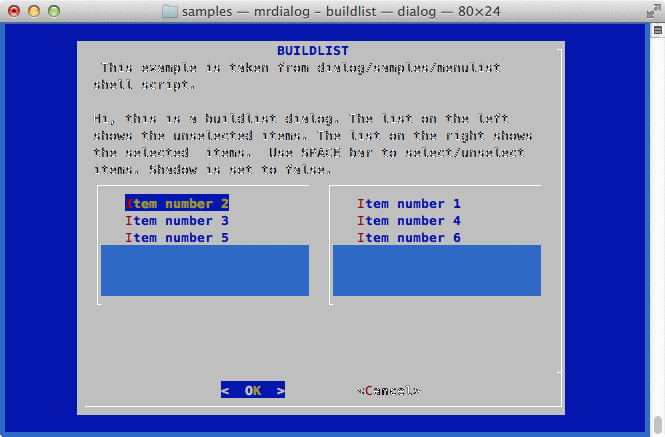 samples — mrdialog - buildlist — dialog — 80×24
BUILDLIST
This example is taken from dialog/samples/menulist
shell script.
Hi, this is a buildlist dialog. The list on the left
shows the unselected items. The list on the right shows
the selected  items.  Use SPACE bar to select/unselect
items. Shadow is set to false.
Item number 2
Item number 3
Item number 5
Item number 1
Item number 4
Item number 6
<  OK  >
<Cancel>